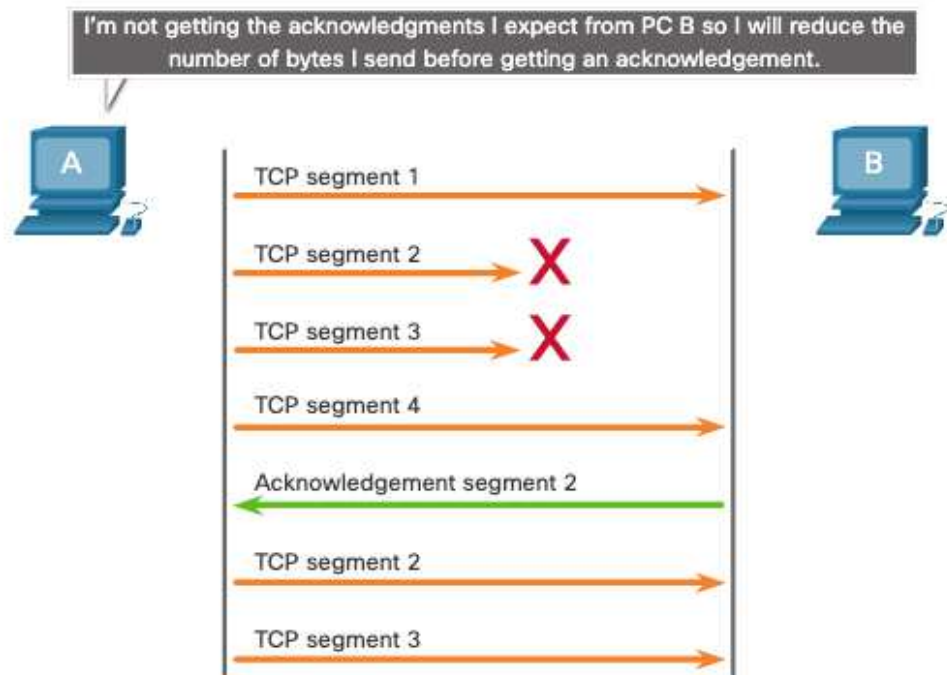 I'm not getting the acknowledgments I expect from PC B so I will reduce the
number of bytes I send before getting an acknowledgement.
A
B
TCP segment 1
TCP segment 2
X
TCP segment 3
X
TCP segment 4
Acknowledgement segment 2
TCP segment 2
TCP segment 3